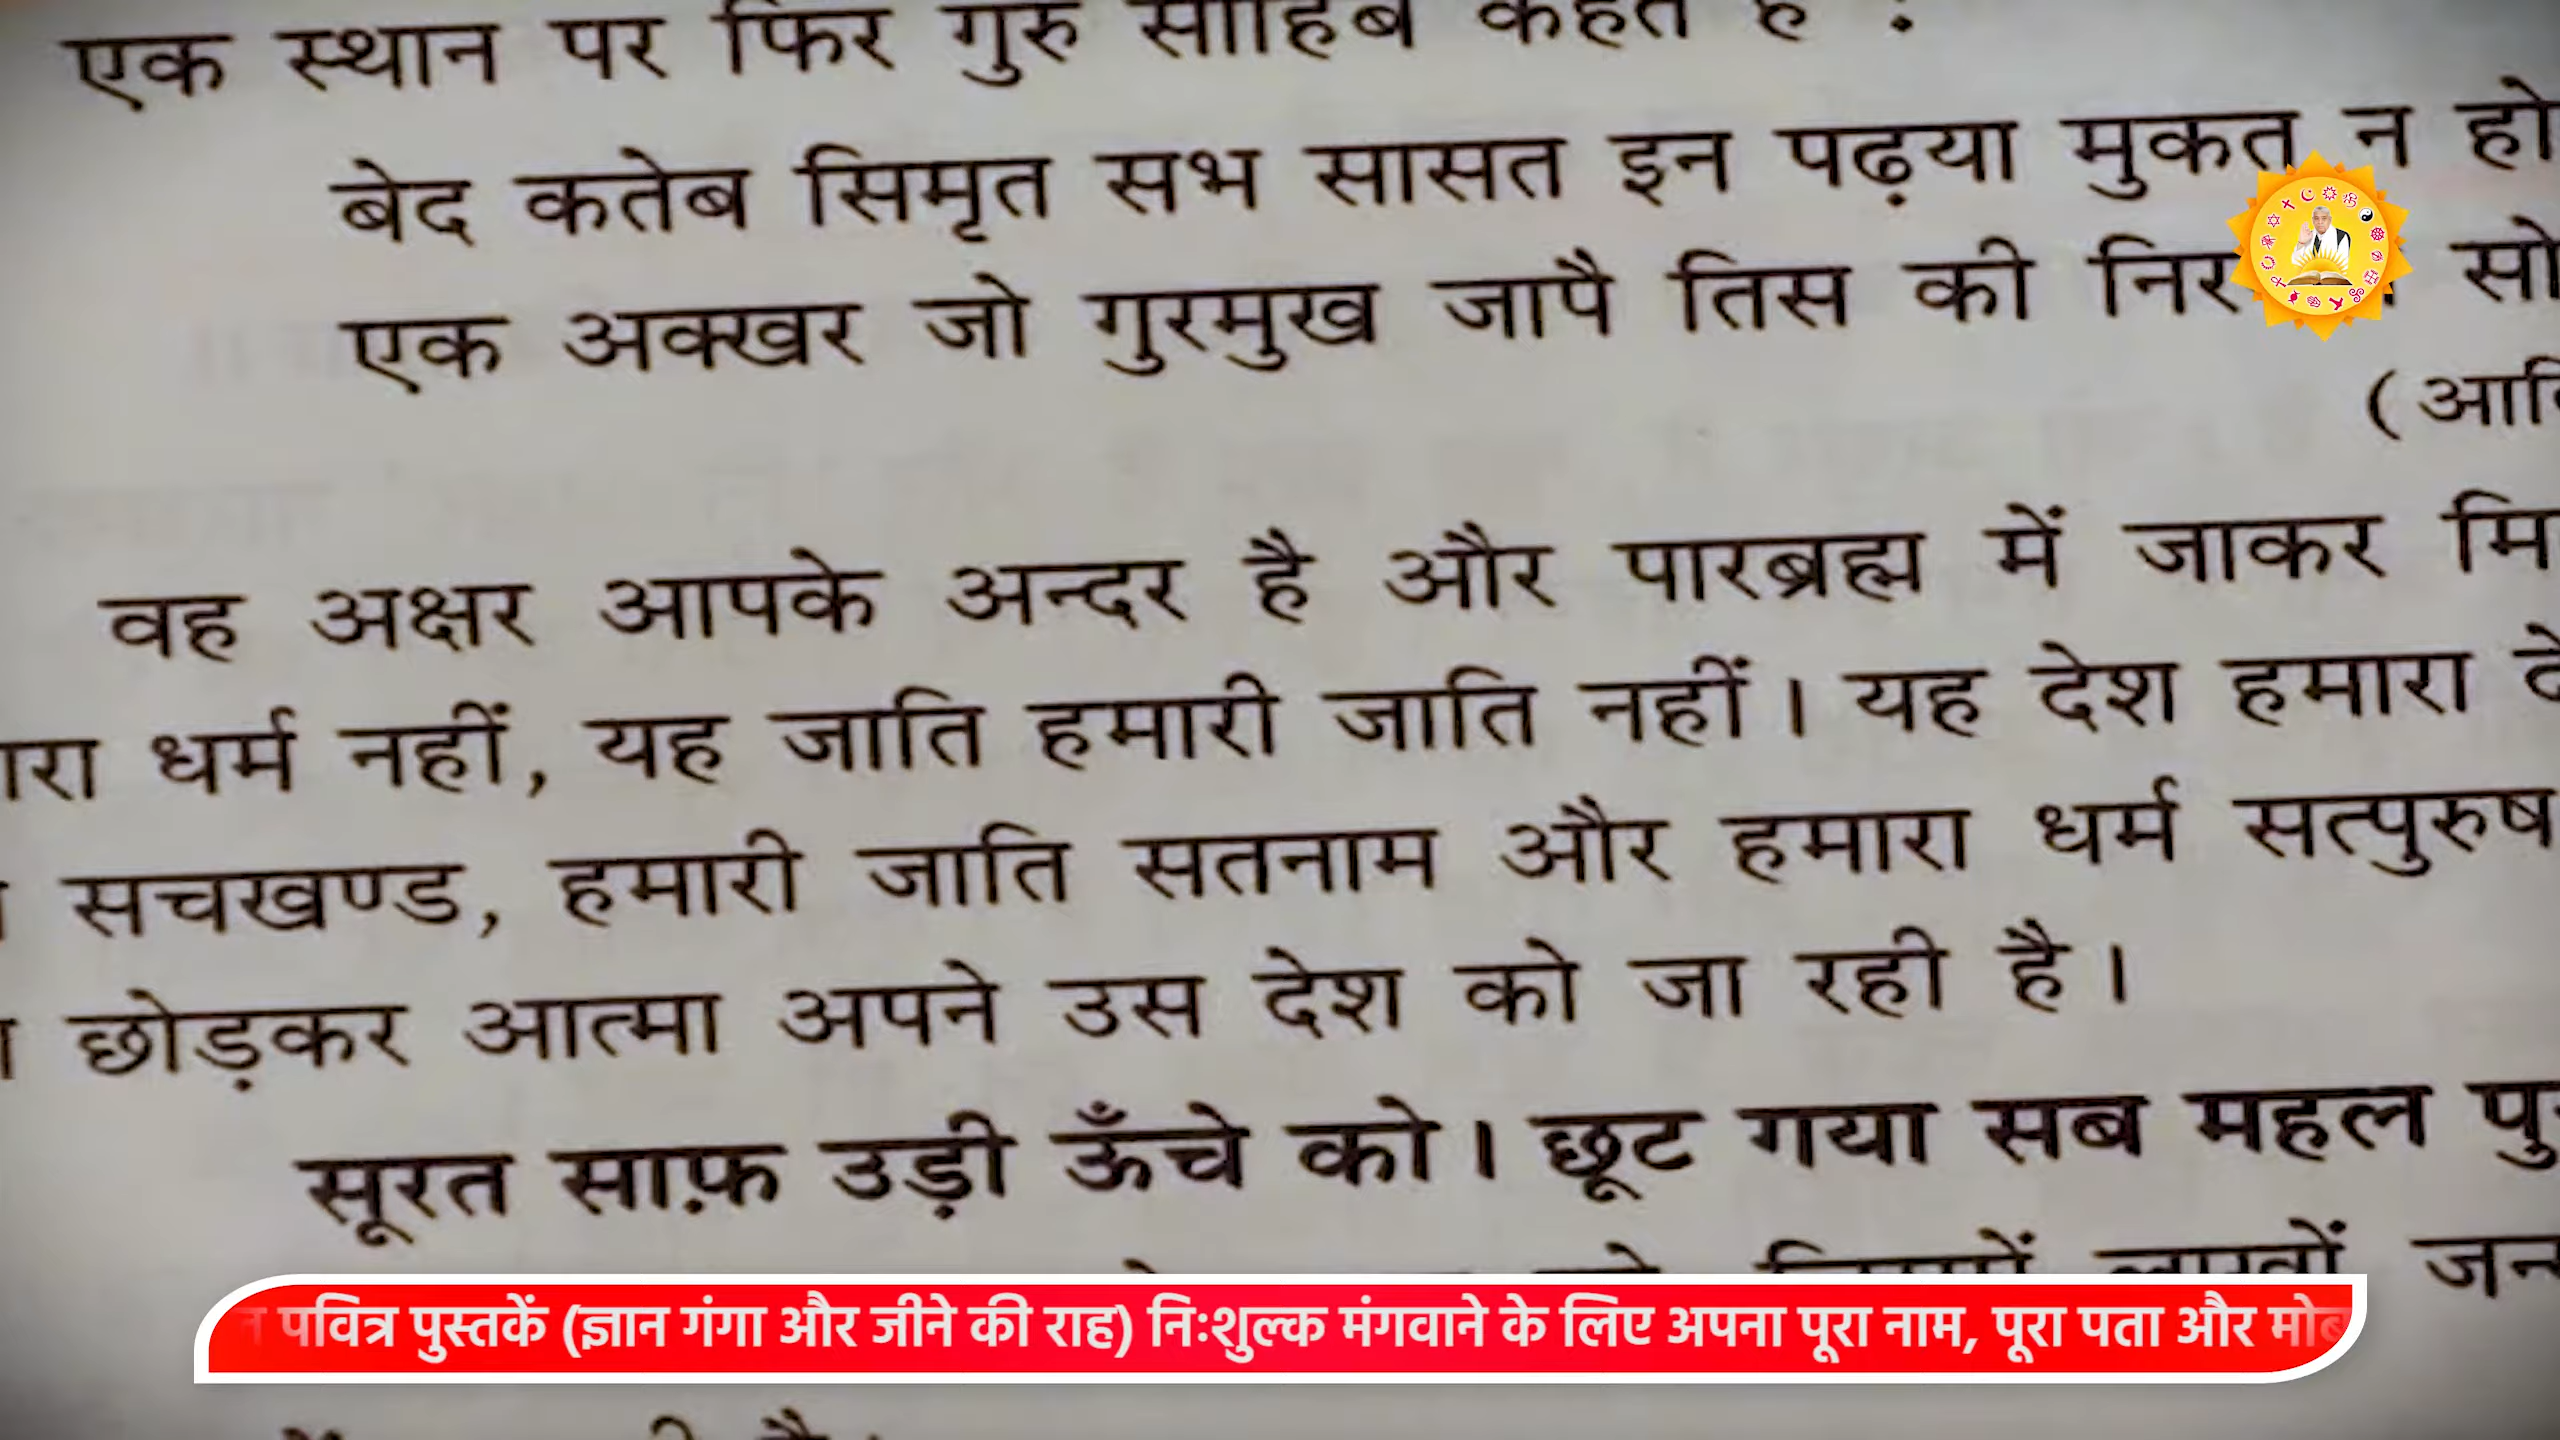 एक स्थान पर फिर गुरु साहिब कहते हैं :
बेद कतेब सिमृत सभ सासत इन पढ़या मुकत न
एक अक्खर जो गुरमुख जापै तिस की
वह अक्षर आपके अन्दर है और पारब्रह्म में जाकर
धर्म नहीं, यह जाति हमारी जाति नहीं। यह देश हमारा
सचखण्ड, हमारी जाति सतनाम और हमारा धर्म सत्पुरुष
छोड़कर आत्मा अपने उस देश को जा रही है।
सूरत साफ़ उड़ी ऊँचे को। छूट गया सब महल
पवित्र पुस्तकें (ज्ञान गंगा और जीने की राह) निःशुल्क मंगवाने के लिए अपना पूरा नाम, पूरा पता और